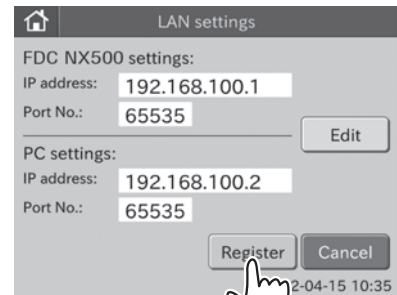 LAN settings
FDC NX500 settings:
IP address: 192.168.100.1
Port No.: 65535
Edit
PC settings:
IP address: 192.168.100.2
Port No.: 65535
Register Cancel
2-04-15 10:35